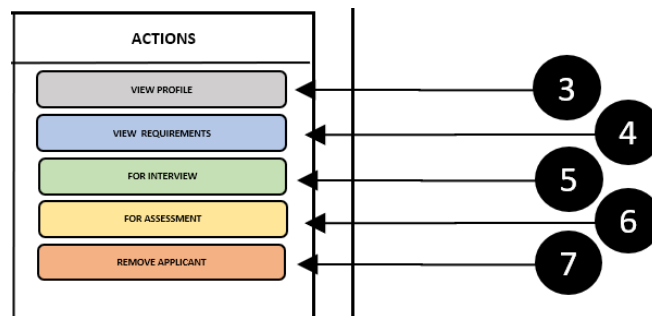 ACTIONS
VIEW PROFILE
3
VIEW REQUIREMENTS
4
FOR INTERVIEW
5
FOR ASSESSMENT
6
REMOVE APPLICANT
7